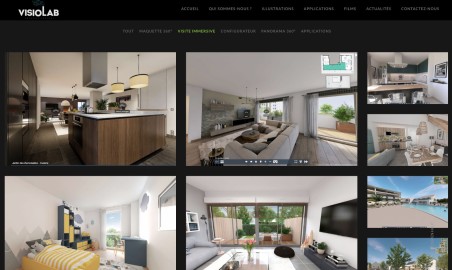 VISIOLAB
ACCUEIL QUI SOMMES-NOUS? ILLUSTRATIONS APPLICATIONS FILMS ACTUALITÉS CONTACTEZ-NOUS
TOUT MAQUETTE 360° VISITE IMMERSIVE CONFIGURATEUR PANORAMA 360° APPLICATIONS